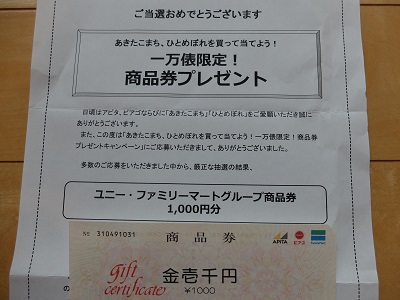 ご当選おめでとうございます
あきたこまち、ひとめぼれを買って当てよう！
一万俵限定！
商品券プレゼント
日頃はアピタ、ピアゴならびに「あきたこまち」「ひとめぼれ」をご愛顧いただき誠に
ありがとうございます。
また、この度は「あきたこまち、ひとめぼれを買って当てよう！一万俵限定！商品券
プレゼントキャンペーン」にご応募いただきまして、ありがとうございました。
多数のご応募をいただきました中から、厳正な抽選の結果、
ユニー・ファミリーマートグループ商品券
1,000円分
SS 310491031
商品券
APITA
ピアゴ
gift
certificate
金壱千円
¥1000
の